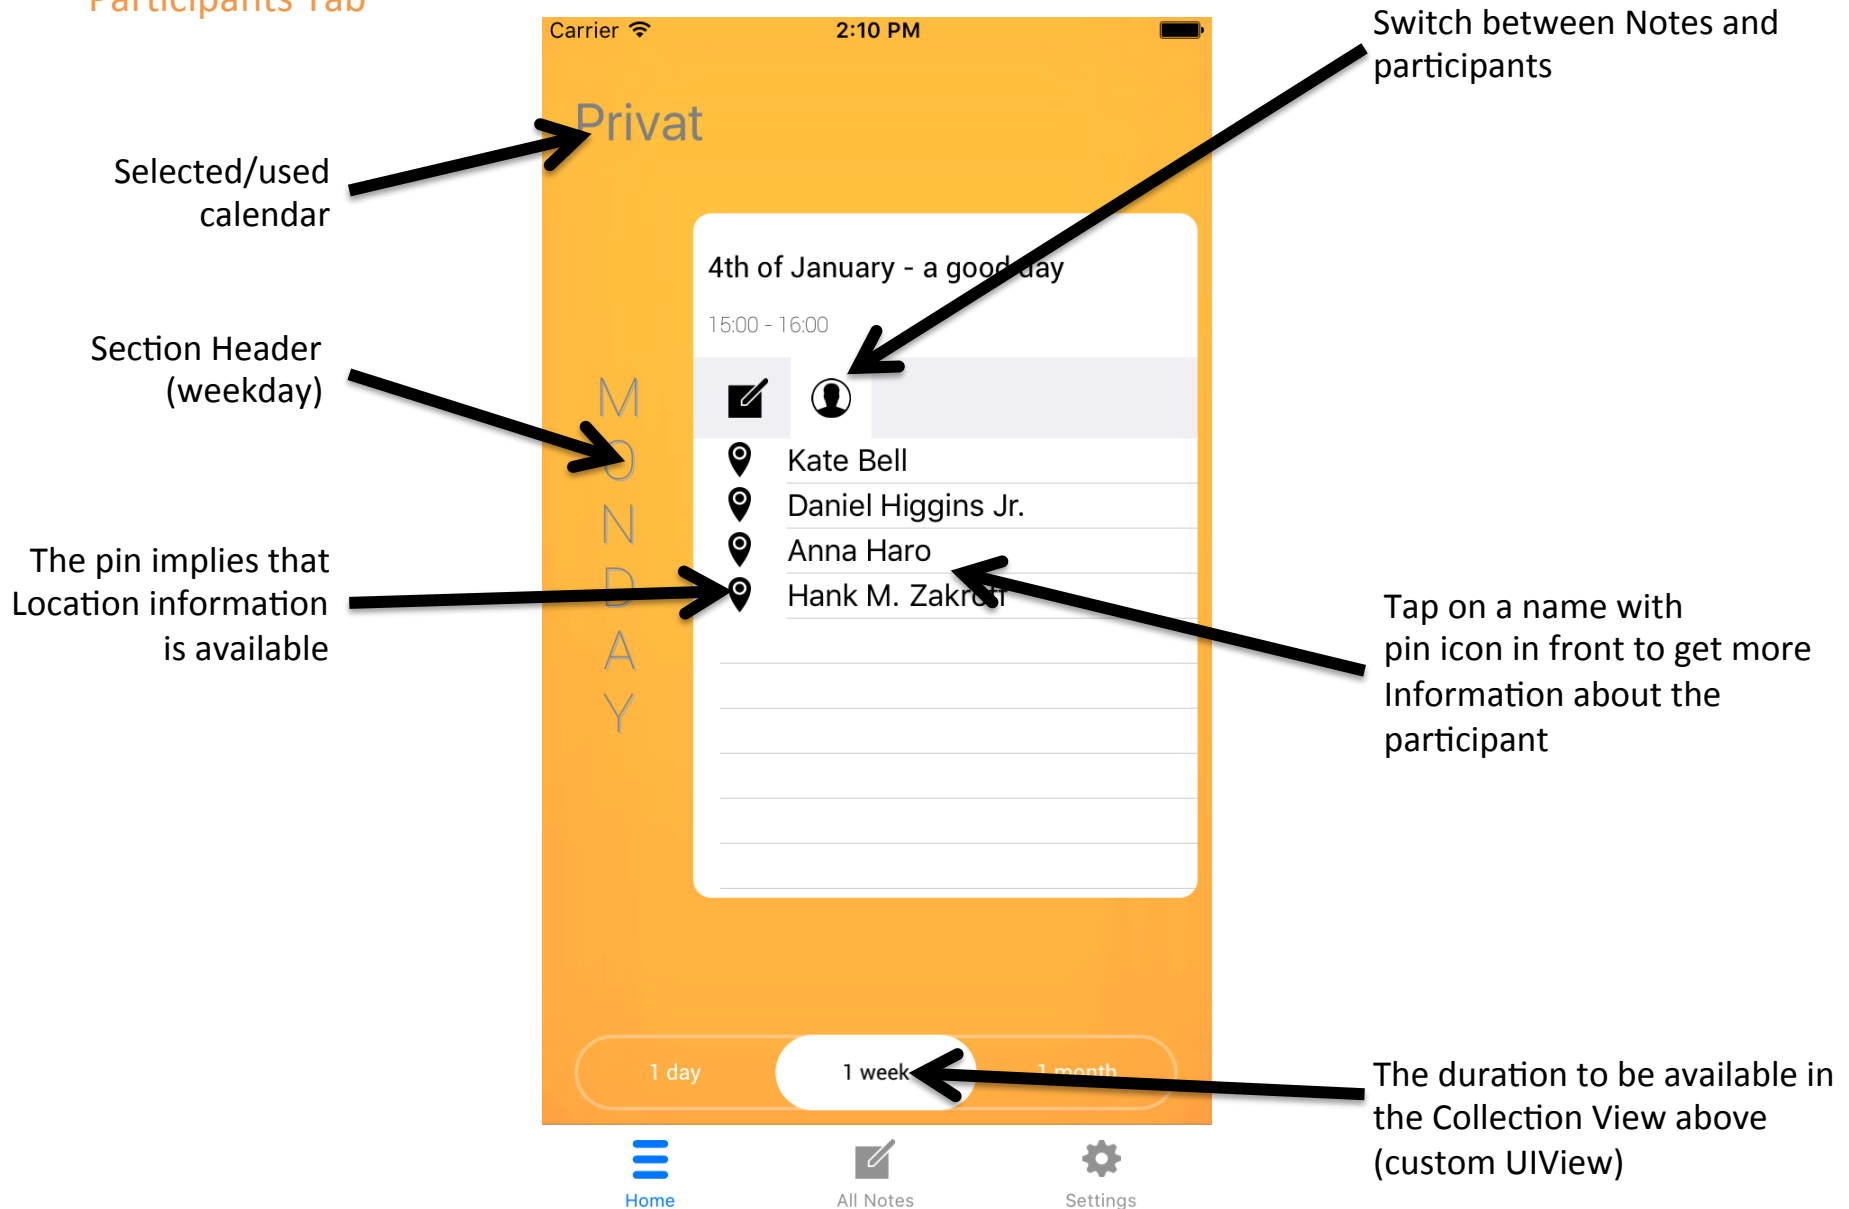 Participants Tab
Carrier
2:10 PM
Switch between Notes and
participants
Privat
Selected/used
calendar
4th of January - a good day
15:00 - 16:00
Section Header
(weekday)
M
O
N
D
A
Y
Kate Bell
Daniel Higgins Jr.
Anna Haro
Hank M. Zakroff
The pin implies that
Location information
is available
Tap on a name with
pin icon in front to get more
Information about the
participant
1 day
1 week
1 month
The duration to be available in
the Collection View above
(custom UIView)
Home
All Notes
Settings